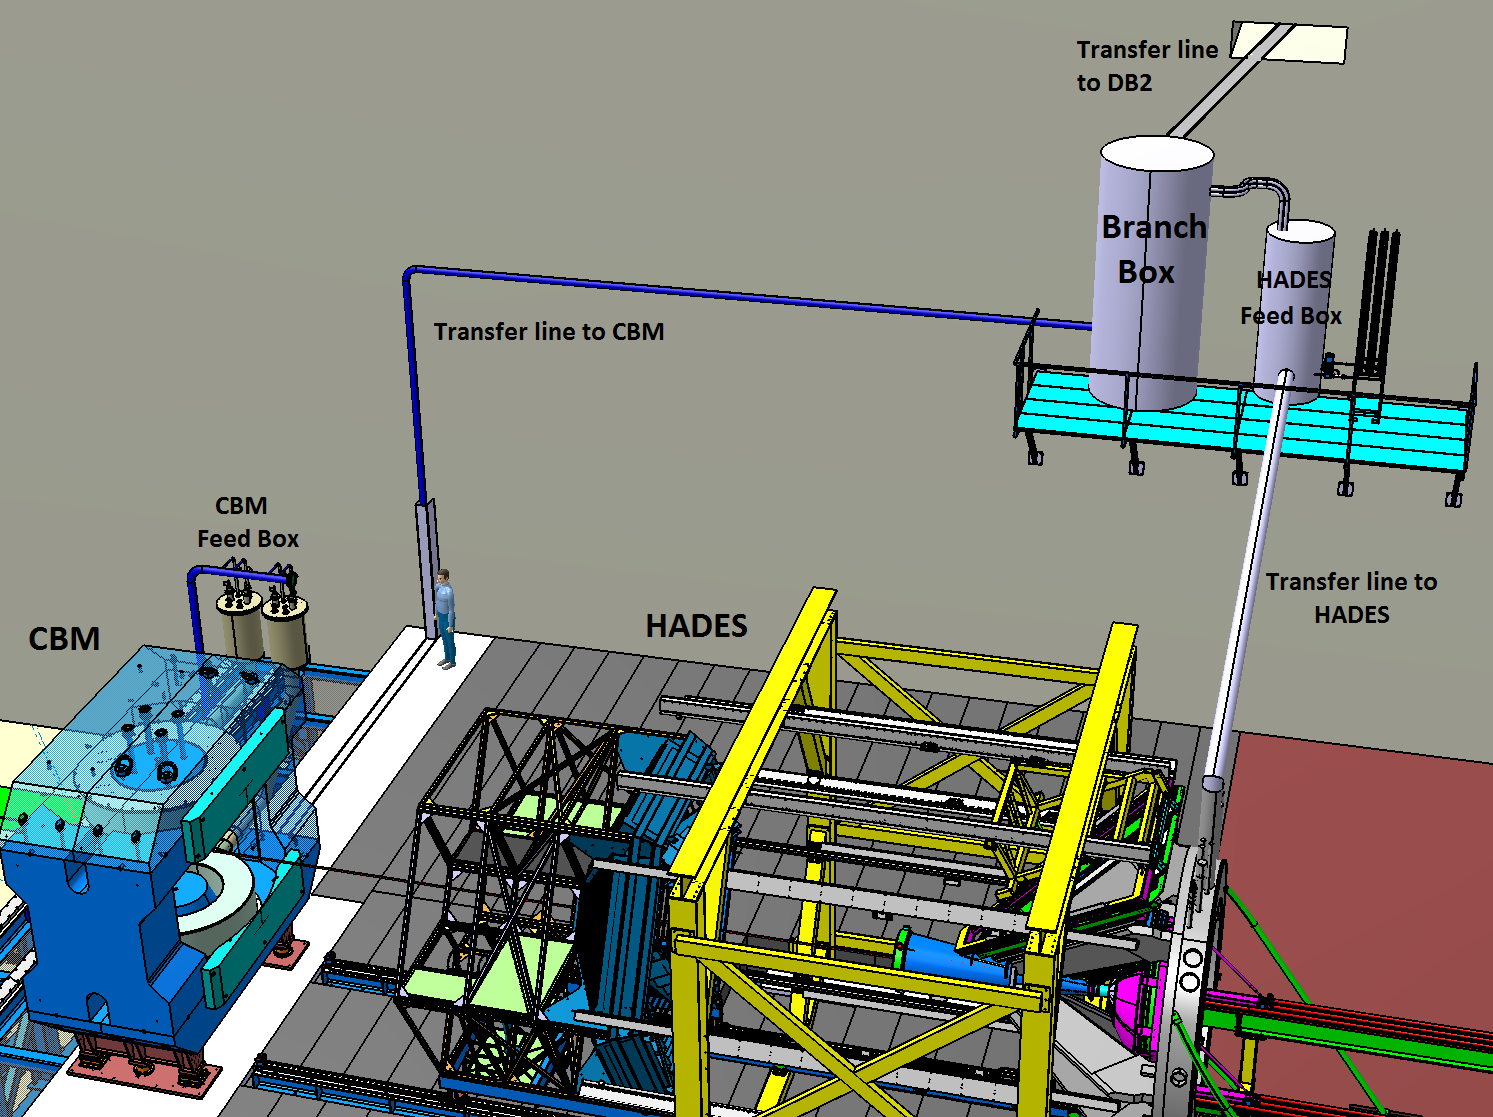 Transfer line
to DB2
Branch
Box
HADES
Feed Box
Transfer line to CBM
CBM
Feed Box
Transfer line to
HADES
CBM
HADES